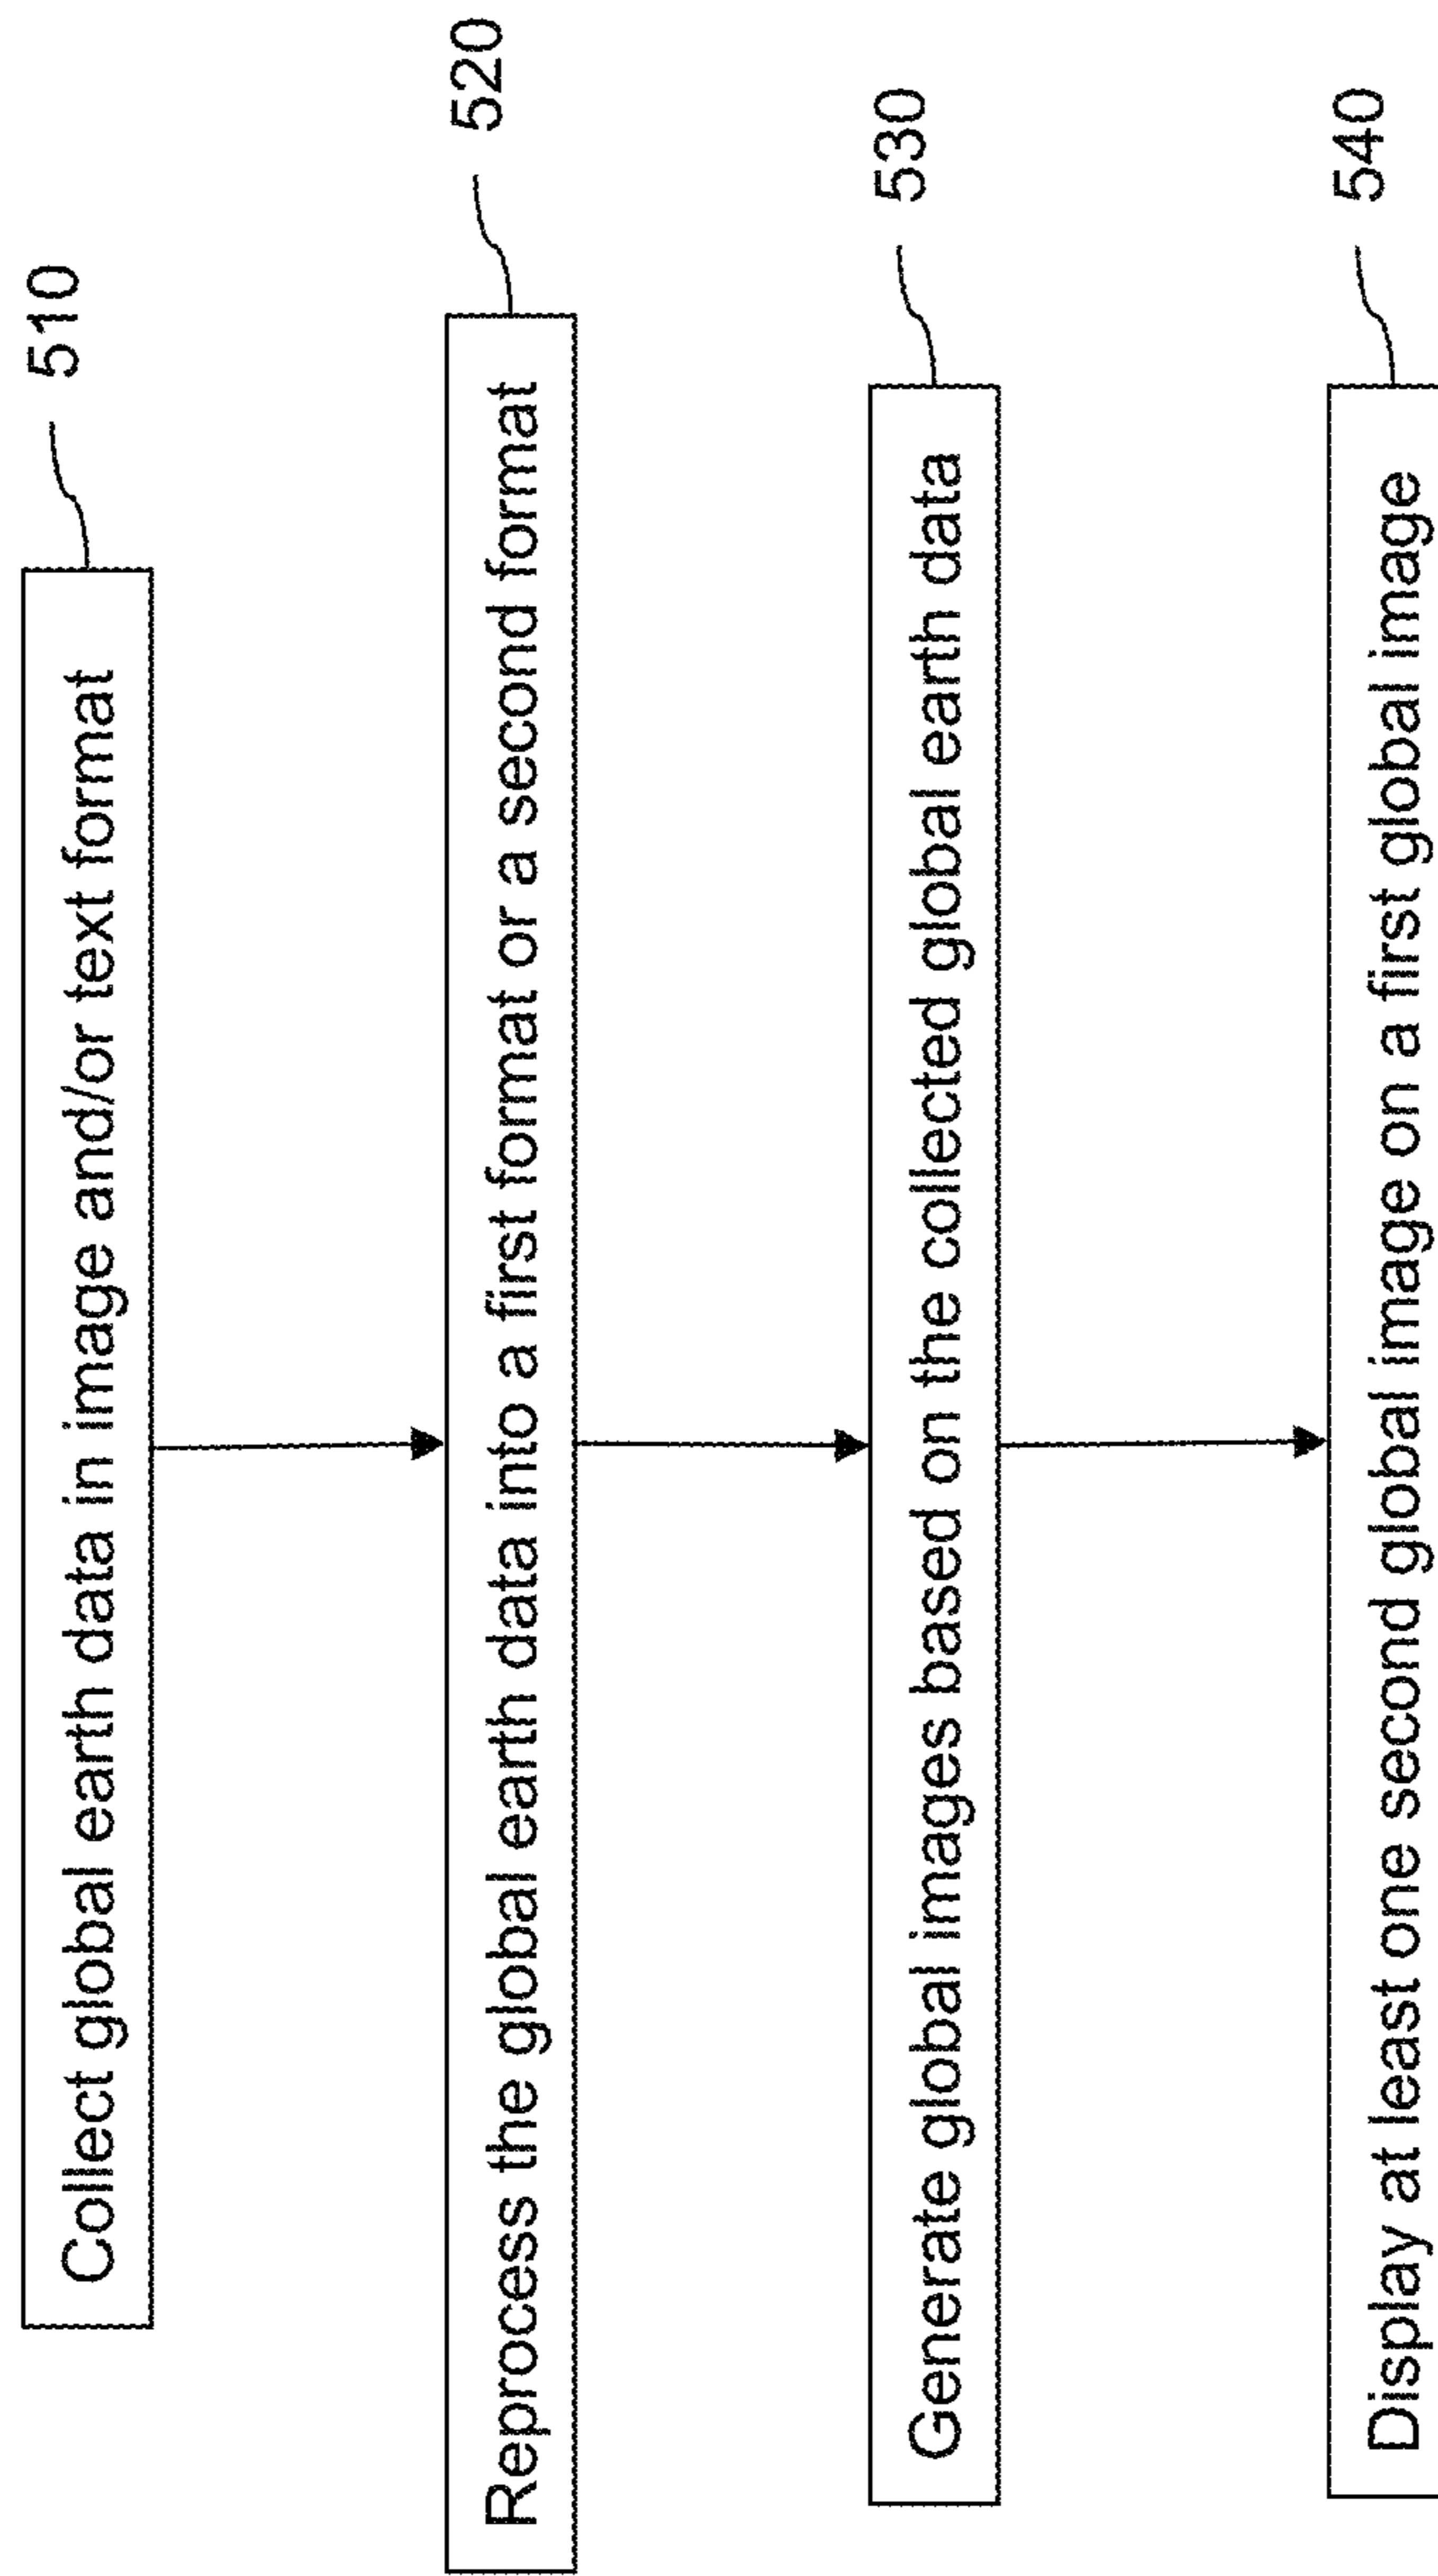 Collect global earth data in image and/or text format
510
Reprocess the global earth data into a first format or a second format
520
Generate global images based on the collected global earth data
530
Display at least one second global image on a first global image
540